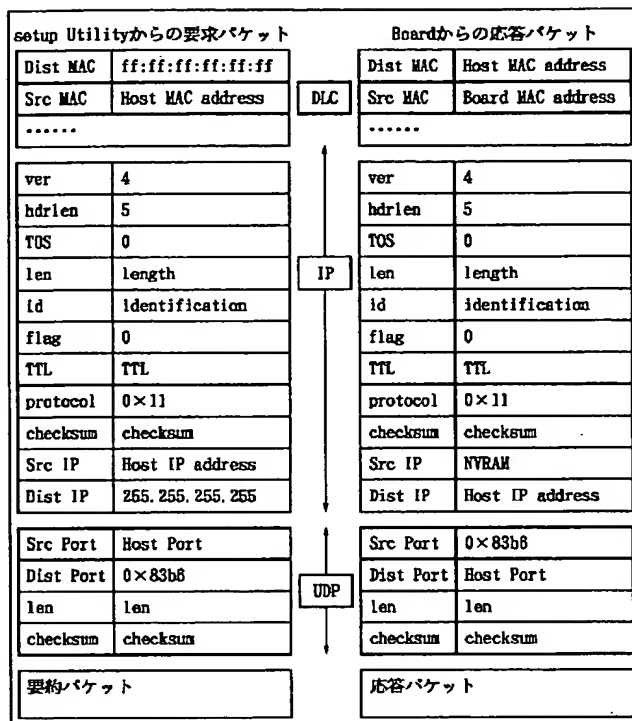 setup Utilityからの要求パケット
Dist MAC ff:ff:ff:ff:ff:ff
Src MAC Host MAC address
......
ver 4
hdrlen 5
TOS 0
len length
id identification
flag 0
TTL TTL
protocol 0×11
checksum checksum
Src IP Host IP address
Dist IP 255.255.255.255
Src Port Host Port
Dist Port 0×83b6
len len
checksum checksum
要約パケット
DLC
IP
UDP
Boardからの応答パケット
Dist MAC Host MAC address
Src MAC Board MAC address
......
ver 4
hdrlen 5
TOS 0
len length
id identification
flag 0
TTL TTL
protocol 0×11
checksum checksum
Src IP NVRAM
Dist IP Host IP address
Src Port 0×83b6
Dist Port Host Port
len len
checksum checksum
応答パケット